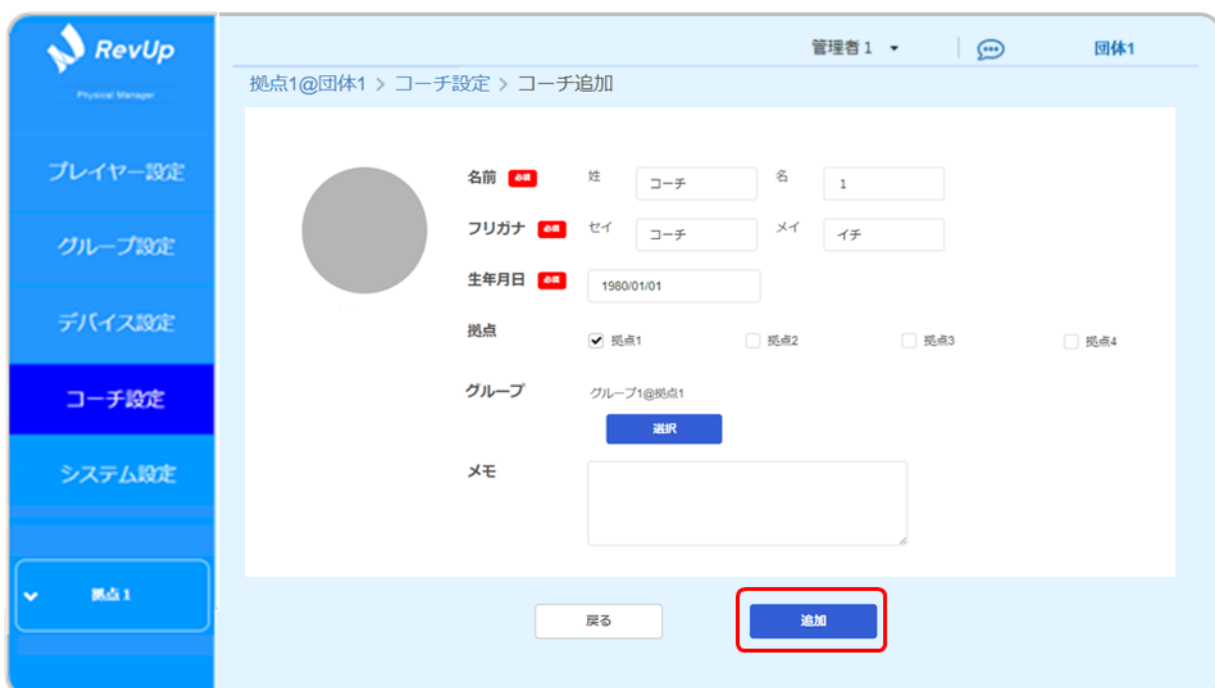 RevUp
Physical Manager
管理者１
団体1
拠点1@団体1 > コーチ設定 > コーチ追加
プレイヤー設定
グループ設定
デバイス設定
コーチ設定
システム設定
拠点１
名前 必須 姓 コーチ 名 1
フリガナ 必須 セイ コーチ メイ イチ
生年月日 必須 1980/01/01
拠点 拠点1 拠点2 拠点3 拠点4
グループ グループ1@拠点1
選択
メモ
戻る 追加